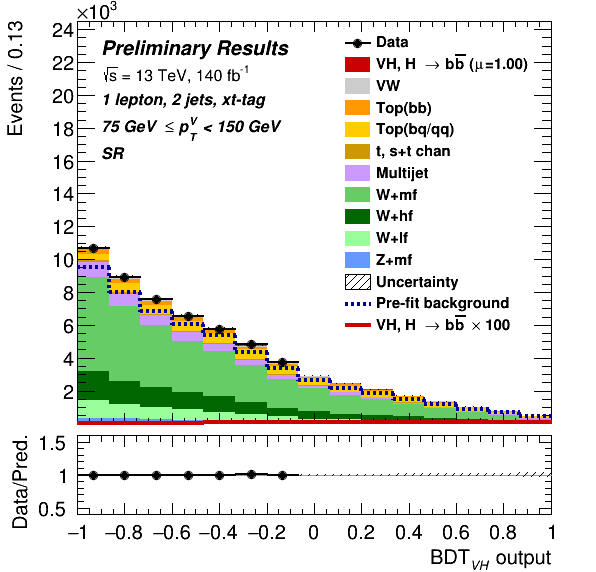 ×10³
Events / 0.13
24
22
20
18
16
14
12
10
8
6
4
2
Preliminary Results
√s = 13 TeV, 140 fb⁻¹
1 lepton, 2 jets, xt-tag
75 GeV ≤ p_T^V < 150 GeV
SR
Data
VH, H → bb̅ (μ=1.00)
VW
Top(bb)
Top(bq/qq)
t, s+t chan
Multijet
W+mf
W+hf
W+lf
Z+mf
Uncertainty
Pre-fit background
VH, H → bb̅ × 100
Data/Pred.
1.5
1
0.5
−1 −0.8 −0.6 −0.4 −0.2 0 0.2 0.4 0.6 0.8 1
BDT_VH output